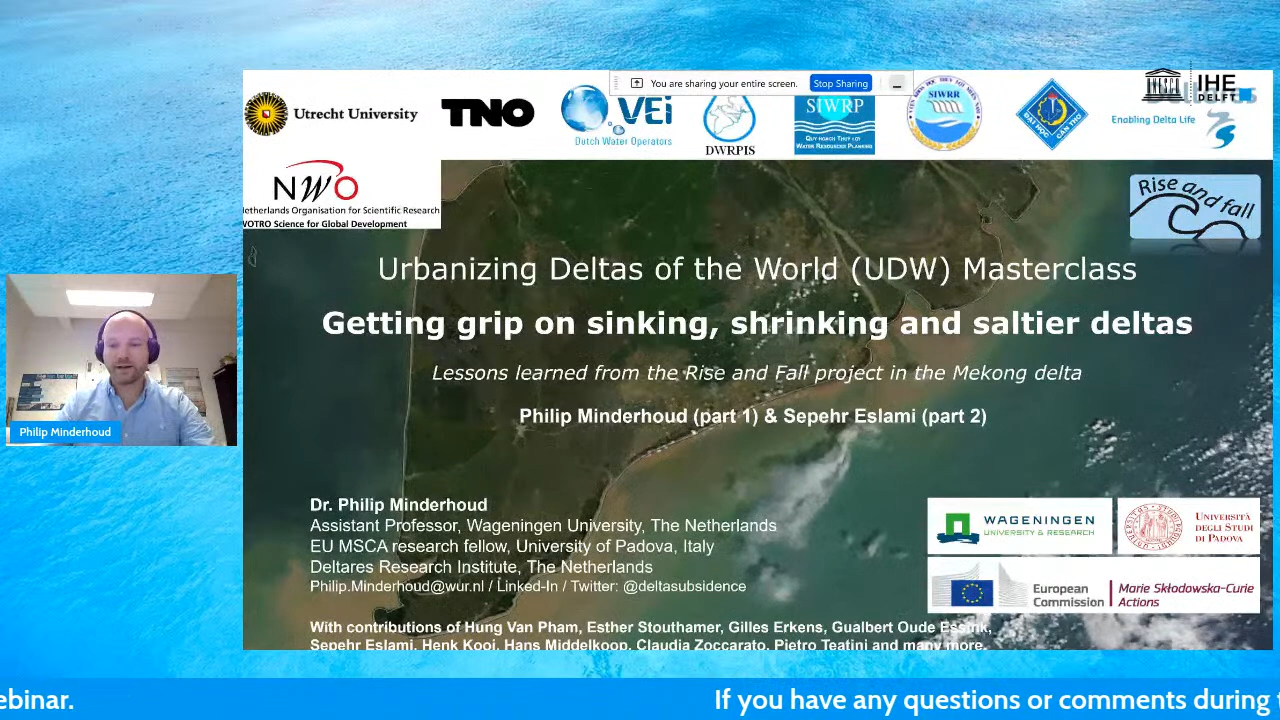 You are sharing your entire screen. Stop Sharing
Utrecht University
TNO
VEi
Dutch Water Operators
DWRPIS
SIWRP
QUY HOACH THUY LOI
WATER RESOURCES PLANNING
SIWRR
unesco
IHE
DELFT
Enabling Delta Life
NWO
Netherlands Organisation for Scientific Research
WOTRO Science for Global Development
Rise and fall
Urbanizing Deltas of the World (UDW) Masterclass
Getting grip on sinking, shrinking and saltier deltas
Lessons learned from the Rise and Fall project in the Mekong delta
Philip Minderhoud (part 1) & Sepehr Eslami (part 2)
Philip Minderhoud
Dr. Philip Minderhoud
Assistant Professor, Wageningen University, The Netherlands
EU MSCA research fellow, University of Padova, Italy
Deltares Research Institute, The Netherlands
Philip.Minderhoud@wur.nl / Linked-In / Twitter: @deltasubsidence
WAGENINGEN
UNIVERSITY & RESEARCH
UNIVERSITÀ
DEGLI STUDI
DI PADOVA
European
Commission
Marie Skłodowska-Curie
Actions
With contributions of Hung Van Pham, Esther Stouthamer, Gilles Erkens, Gualbert Oude Essink,
Sepehr Eslami, Henk Kooi, Hans Middelkoop, Claudia Zoccarato, Pietro Teatini and many more.
ebinar. If you have any questions or comments during